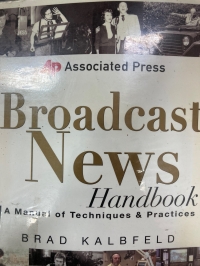 AP Associated Press
Broadcast
News
Handbook
A Manual of Techniques & Practices
BRAD KALBFELD